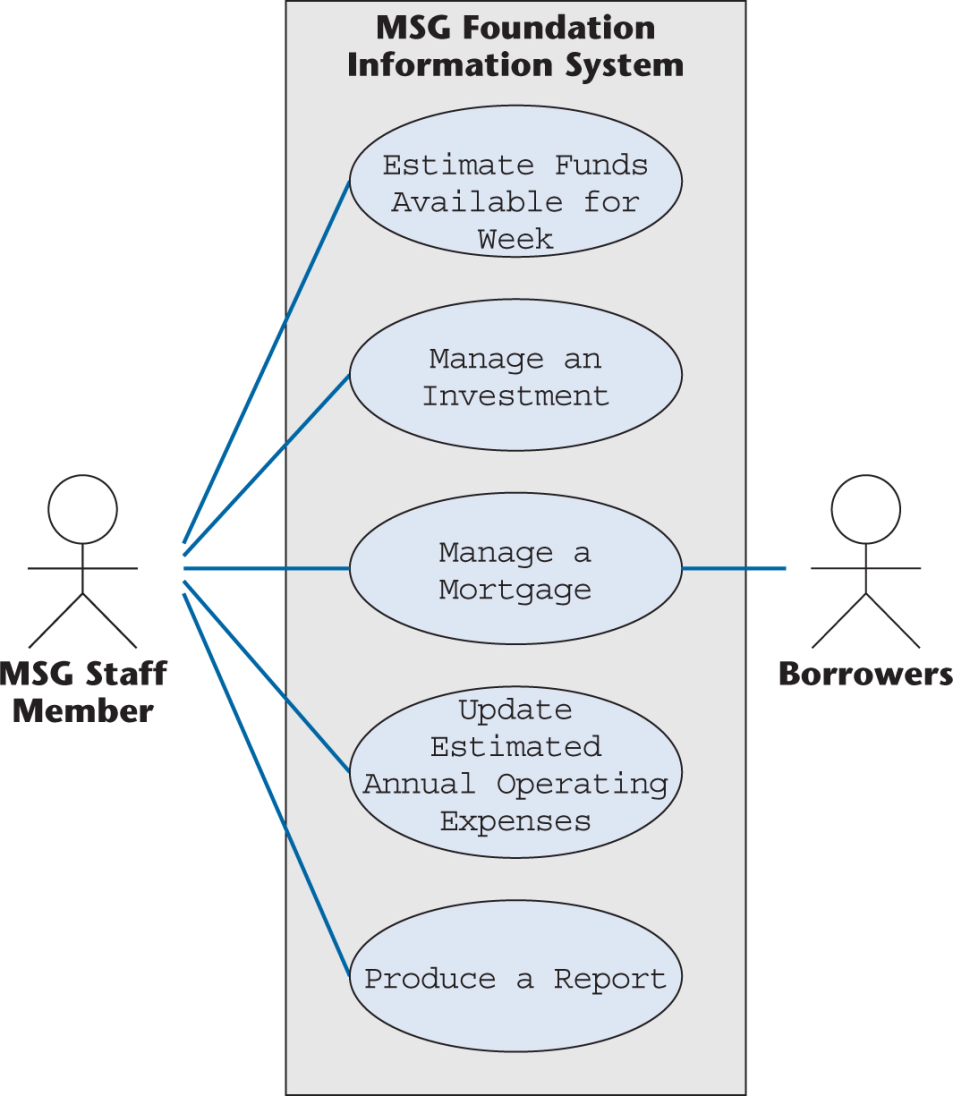 MSG Foundation
Information System
Estimate Funds
Available for
Week
Manage an
Investment
Manage a
Mortgage
MSG Staff
Member
Borrowers
Update
Estimated
Annual Operating
Expenses
Produce a Report